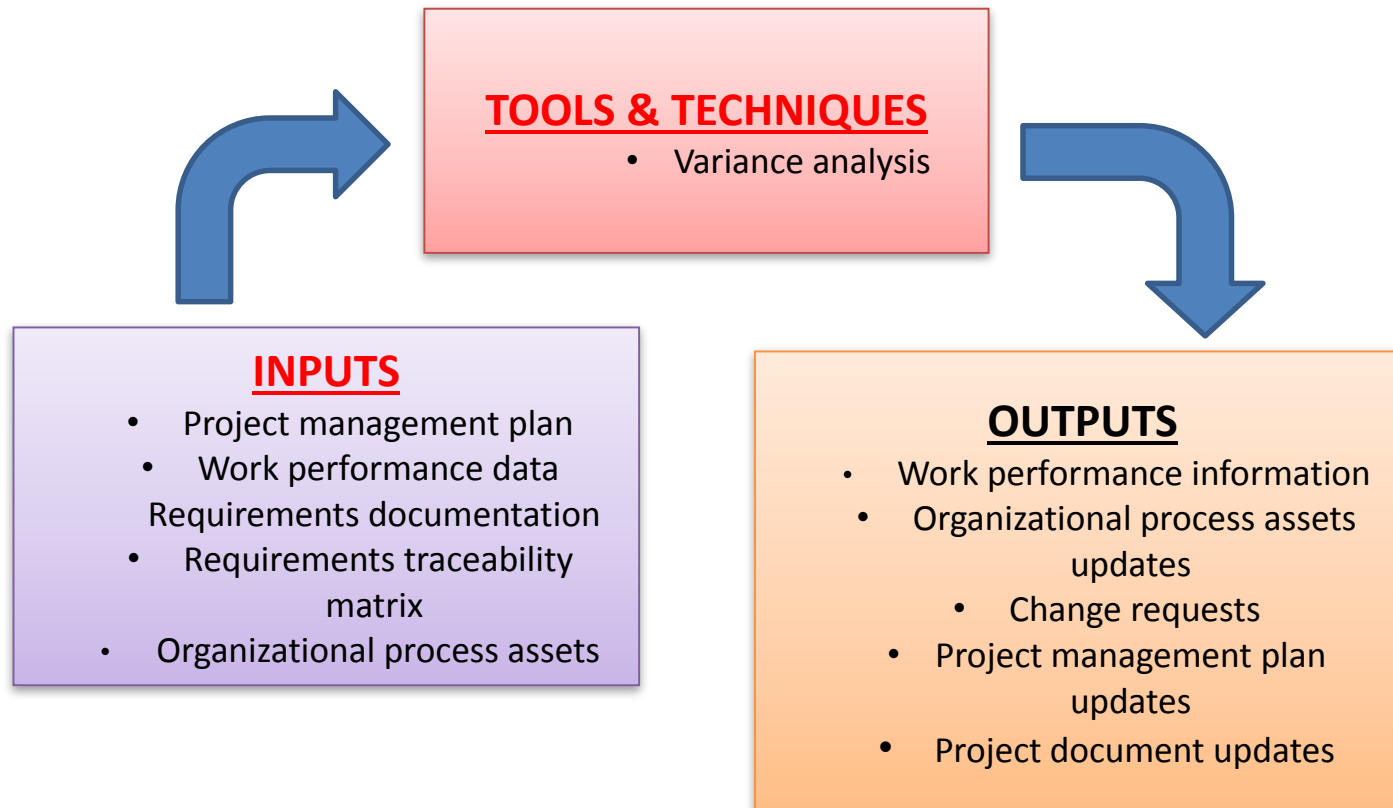 TOOLS & TECHNIQUES
• Variance analysis
INPUTS
• Project management plan
• Work performance data
Requirements documentation
• Requirements traceability
matrix
• Organizational process assets
OUTPUTS
• Work performance information
• Organizational process assets
updates
• Change requests
• Project management plan
updates
• Project document updates